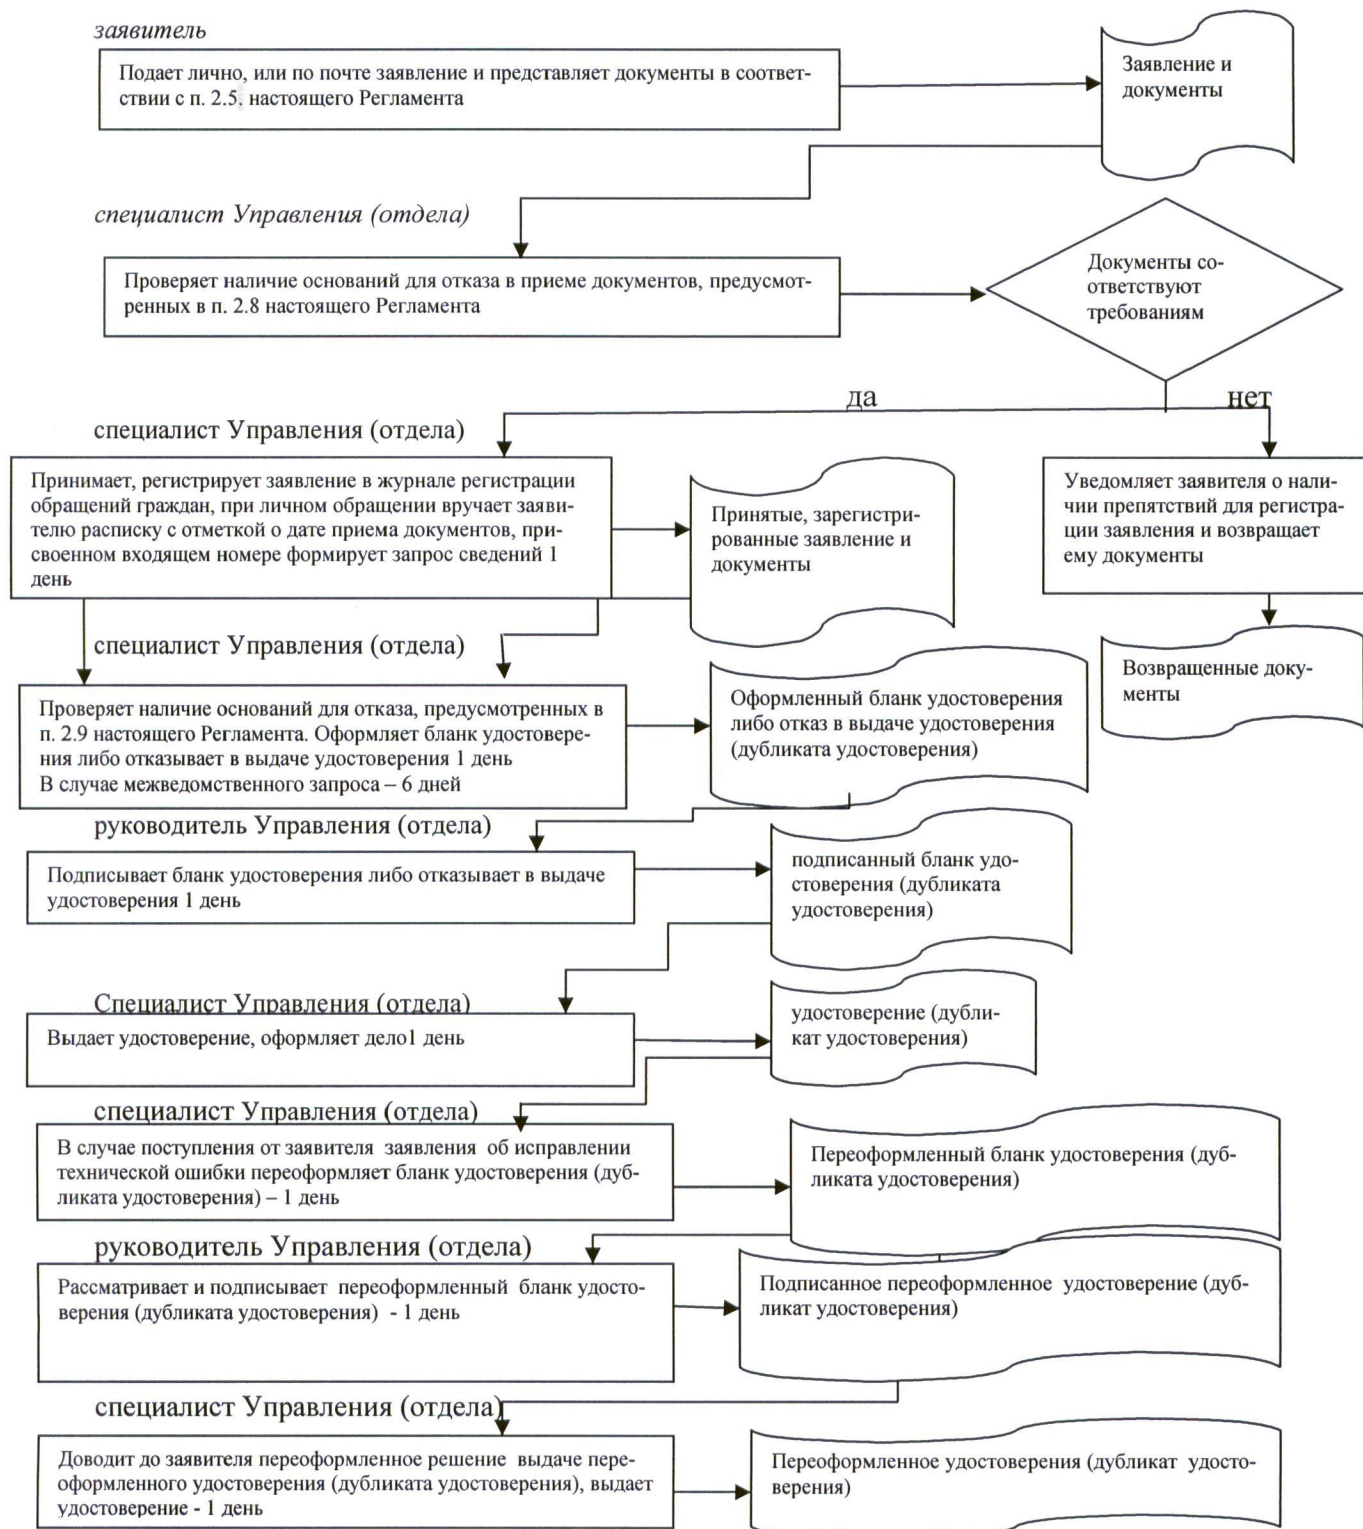 заявитель
Подает лично, или по почте заявление и представляет документы в соответ-
ствии с п. 2.5. настоящего Регламента
Заявление и
документы
специалист Управления (отдела)
Проверяет наличие оснований для отказа в приеме документов, предусмот-
ренных в п. 2.8 настоящего Регламента
Документы со-
ответствуют
требованиям
да
нет
специалист Управления (отдела)
Принимает, регистрирует заявление в журнале регистрации
обращений граждан, при личном обращении вручает заяви-
телю расписку с отметкой о дате приема документов, при-
своенном входящем номере формирует запрос сведений 1
день
Принятые, зарегистри-
рованные заявление и
документы
Уведомляет заявителя о нали-
чии препятствий для регистра-
ции заявления и возвращает
ему документы
специалист Управления (отдела)
Возвращенные доку-
менты
Проверяет наличие оснований для отказа, предусмотренных в
п. 2.9 настоящего Регламента. Оформляет бланк удостовере-
ния либо отказывает в выдаче удостоверения 1 день
В случае межведомственного запроса – 6 дней
Оформленный бланк удостоверения
либо отказ в выдаче удостоверения
(дубликата удостоверения)
руководитель Управления (отдела)
Подписывает бланк удостоверения либо отказывает в выдаче
удостоверения 1 день
подписанный бланк удо-
стоверения (дубликата
удостоверения)
Специалист Управления (отдела)
Выдает удостоверение, оформляет дело1 день
удостоверение (дубли-
кат удостоверения)
специалист Управления (отдела)
В случае поступления от заявителя заявления об исправлении
технической ошибки переоформляет бланк удостоверения (дуб-
ликата удостоверения) – 1 день
Переоформленный бланк удостоверения (дуб-
ликата удостоверения)
руководитель Управления (отдела)
Рассматривает и подписывает переоформленный бланк удосто-
верения (дубликата удостоверения) - 1 день
Подписанное переоформленное удостоверение (дуб-
ликат удостоверения)
специалист Управления (отдела)
Доводит до заявителя переоформленное решение выдаче пере-
оформленного удостоверения (дубликата удостоверения), выдает
удостоверение - 1 день
Переоформленное удостоверения (дубликат удосто-
верения)